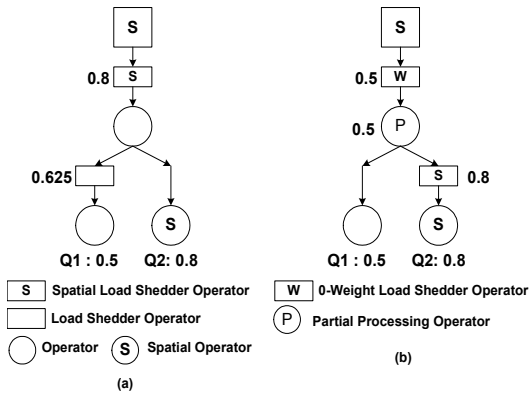 S
0.8
S
0.625
S
Q1 : 0.5
Q2: 0.8
S
Spatial Load Shedder Operator
Load Shedder Operator
Operator
S
Spatial Operator
(a)
S
0.5
W
0.5
P
S
0.8
S
Q1 : 0.5
Q2: 0.8
W
0-Weight Load Shedder Operator
P
Partial Processing Operator
(b)